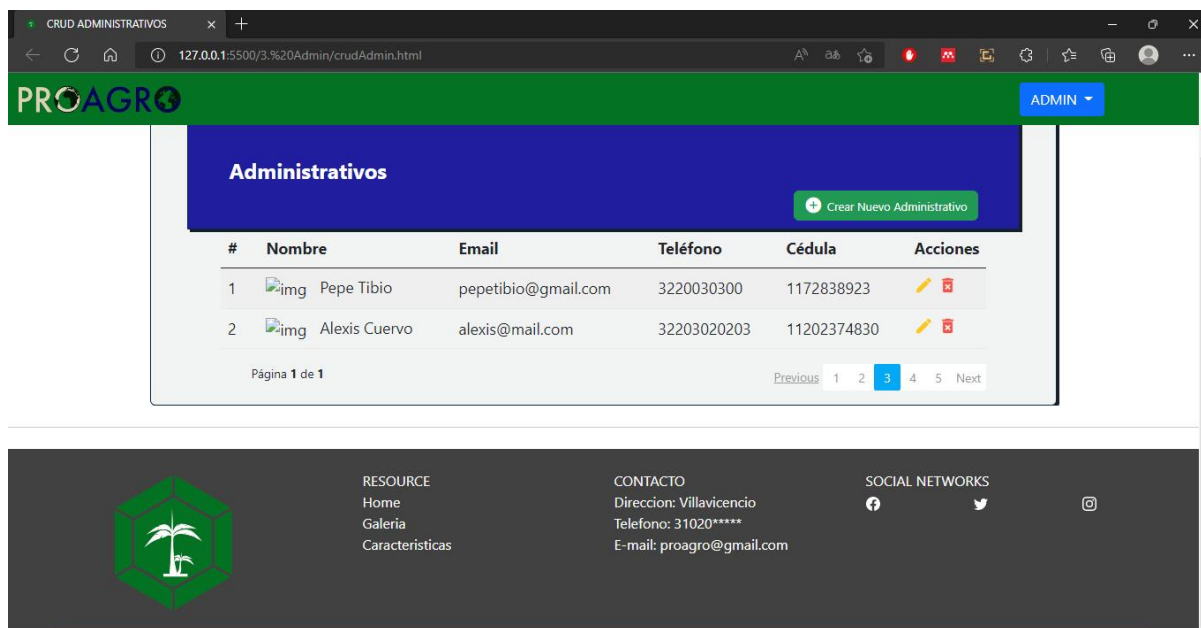 CRUD ADMINISTRATIVOS
127.0.0.1:5500/3.%20Admin/crudAdmin.html
PROAGRO
ADMIN
Administrativos
Crear Nuevo Administrativo
# Nombre Email Teléfono Cédula Acciones
1 img Pepe Tibio pepetibio@gmail.com 3220030300 1172838923
2 img Alexis Cuervo alexis@mail.com 32203020203 11202374830
Página 1 de 1
Previous 1 2 3 4 5 Next
RESOURCE
Home
Galeria
Caracteristicas
CONTACTO
Direccion: Villavicencio
Telefono: 31020*****
E-mail: proagro@gmail.com
SOCIAL NETWORKS